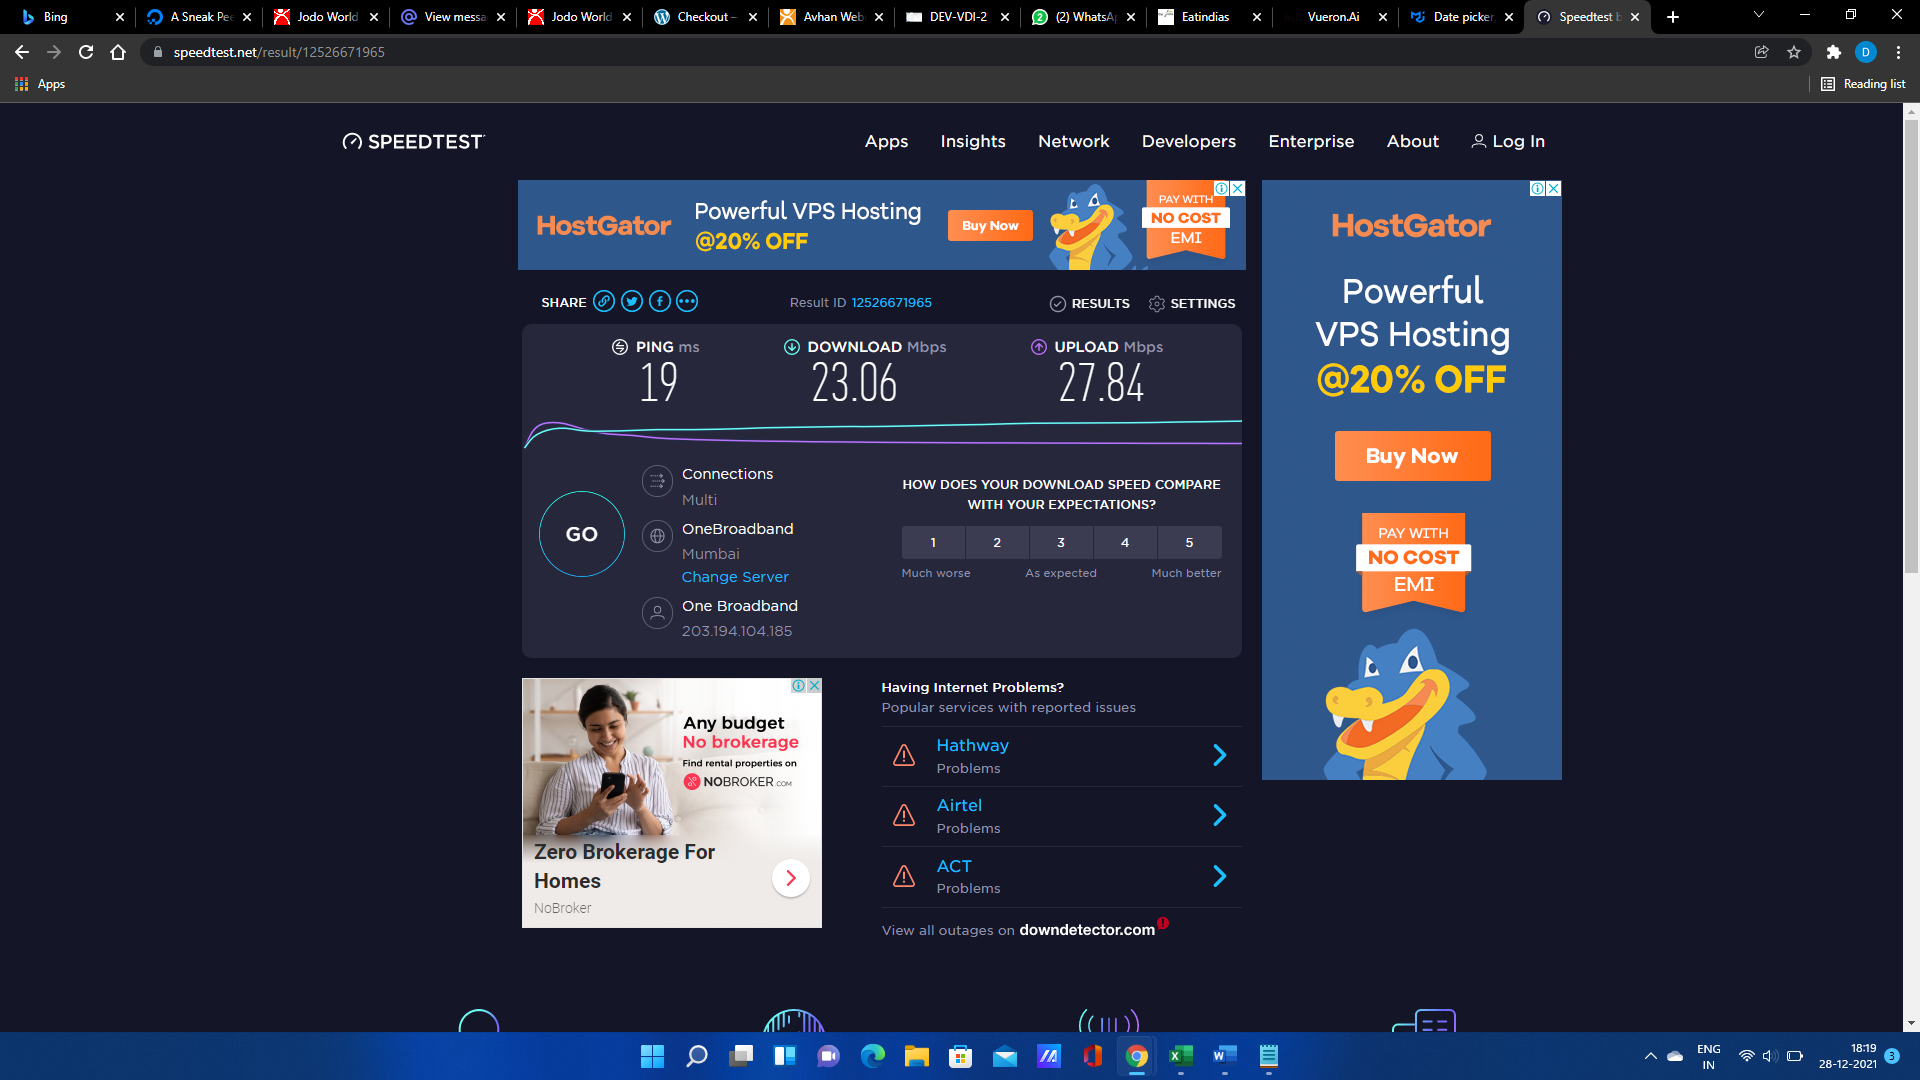 Bing
A Sneak Pee
Jodo World
View messa
Jodo World
Checkout –
Avhan Web
DEV-VDI-2
(2) WhatsA
Eatindias
Vueron.Ai
Date picker,
Speedtest b
speedtest.net/result/12526671965
D
Apps
Reading list
SPEEDTEST
Apps
Insights
Network
Developers
Enterprise
About
Log In
HostGator
Powerful VPS Hosting
@20% OFF
Buy Now
PAY WITH
NO COST
EMI
HostGator
Powerful
VPS Hosting
@20% OFF
Buy Now
PAY WITH
NO COST
EMI
SHARE
Result ID 12526671965
RESULTS
SETTINGS
PING ms
19
DOWNLOAD Mbps
23.06
UPLOAD Mbps
27.84
GO
Connections
Multi
OneBroadband
Mumbai
Change Server
One Broadband
203.194.104.185
HOW DOES YOUR DOWNLOAD SPEED COMPARE
WITH YOUR EXPECTATIONS?
1 2 3 4 5
Much worse As expected Much better
Any budget
No brokerage
Find rental properties on
NOBROKER.COM
Zero Brokerage For
Homes
NoBroker
Having Internet Problems?
Popular services with reported issues
Hathway
Problems
Airtel
Problems
ACT
Problems
View all outages on downdetector.com
ENG
IN
18:19
28-12-2021
3